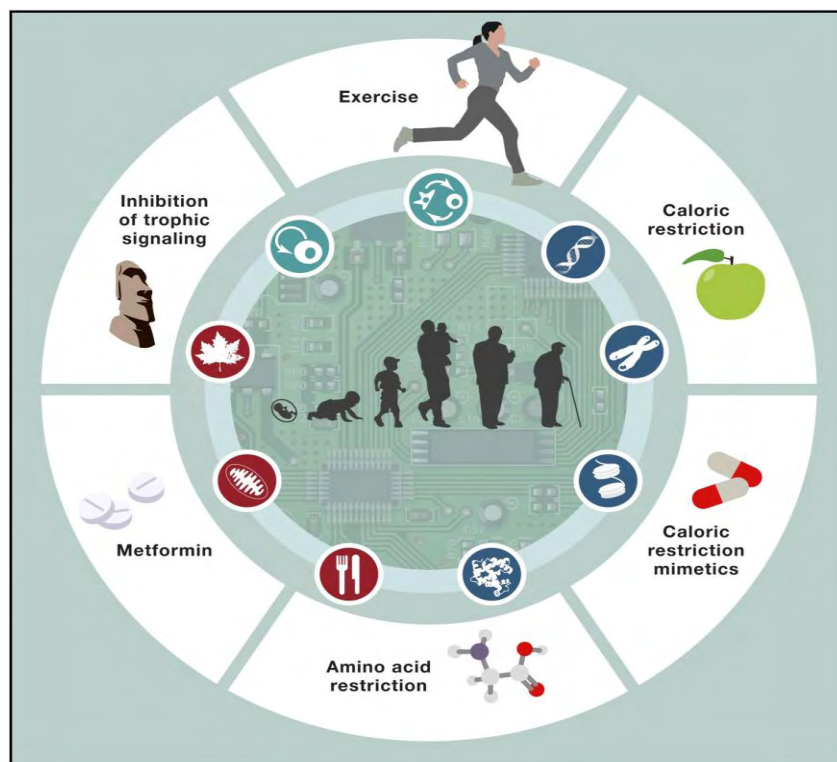 Exercise
Inhibition
of trophic
signaling
Caloric
restriction
Metformin
Caloric
restriction
mimetics
Amino acid
restriction